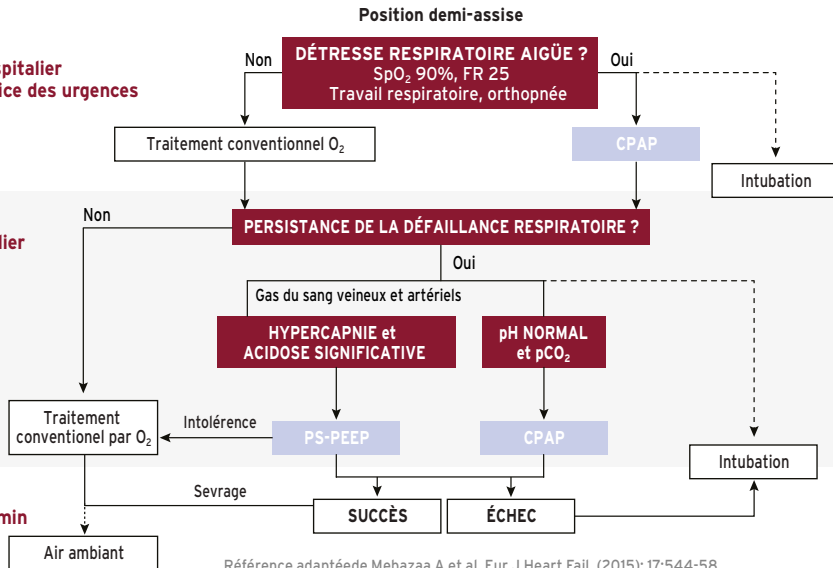 Position demi-assise
spitalier
ice des urgences
Non
DÉTRESSE RESPIRATOIRE AIGÜE ?
SpO₂ 90%, FR 25
Travail respiratoire, orthopnée
Oui
Traitement conventionnel O₂
CPAP
Intubation
lier
Non
PERSISTANCE DE LA DÉFAILLANCE RESPIRATOIRE ?
Oui
Gas du sang veineux et artériels
HYPERCAPNIE et
ACIDOSE SIGNIFICATIVE
pH NORMAL
et pCO₂
Traitement
conventionel par O₂
Intolérence
PS-PEEP
CPAP
Intubation
Sevrage
min
SUCCÈS
ÉCHEC
Air ambiant
Référence adaptéede Mebazaa A et al. Eur J Heart Fail. (2015); 17:544-58